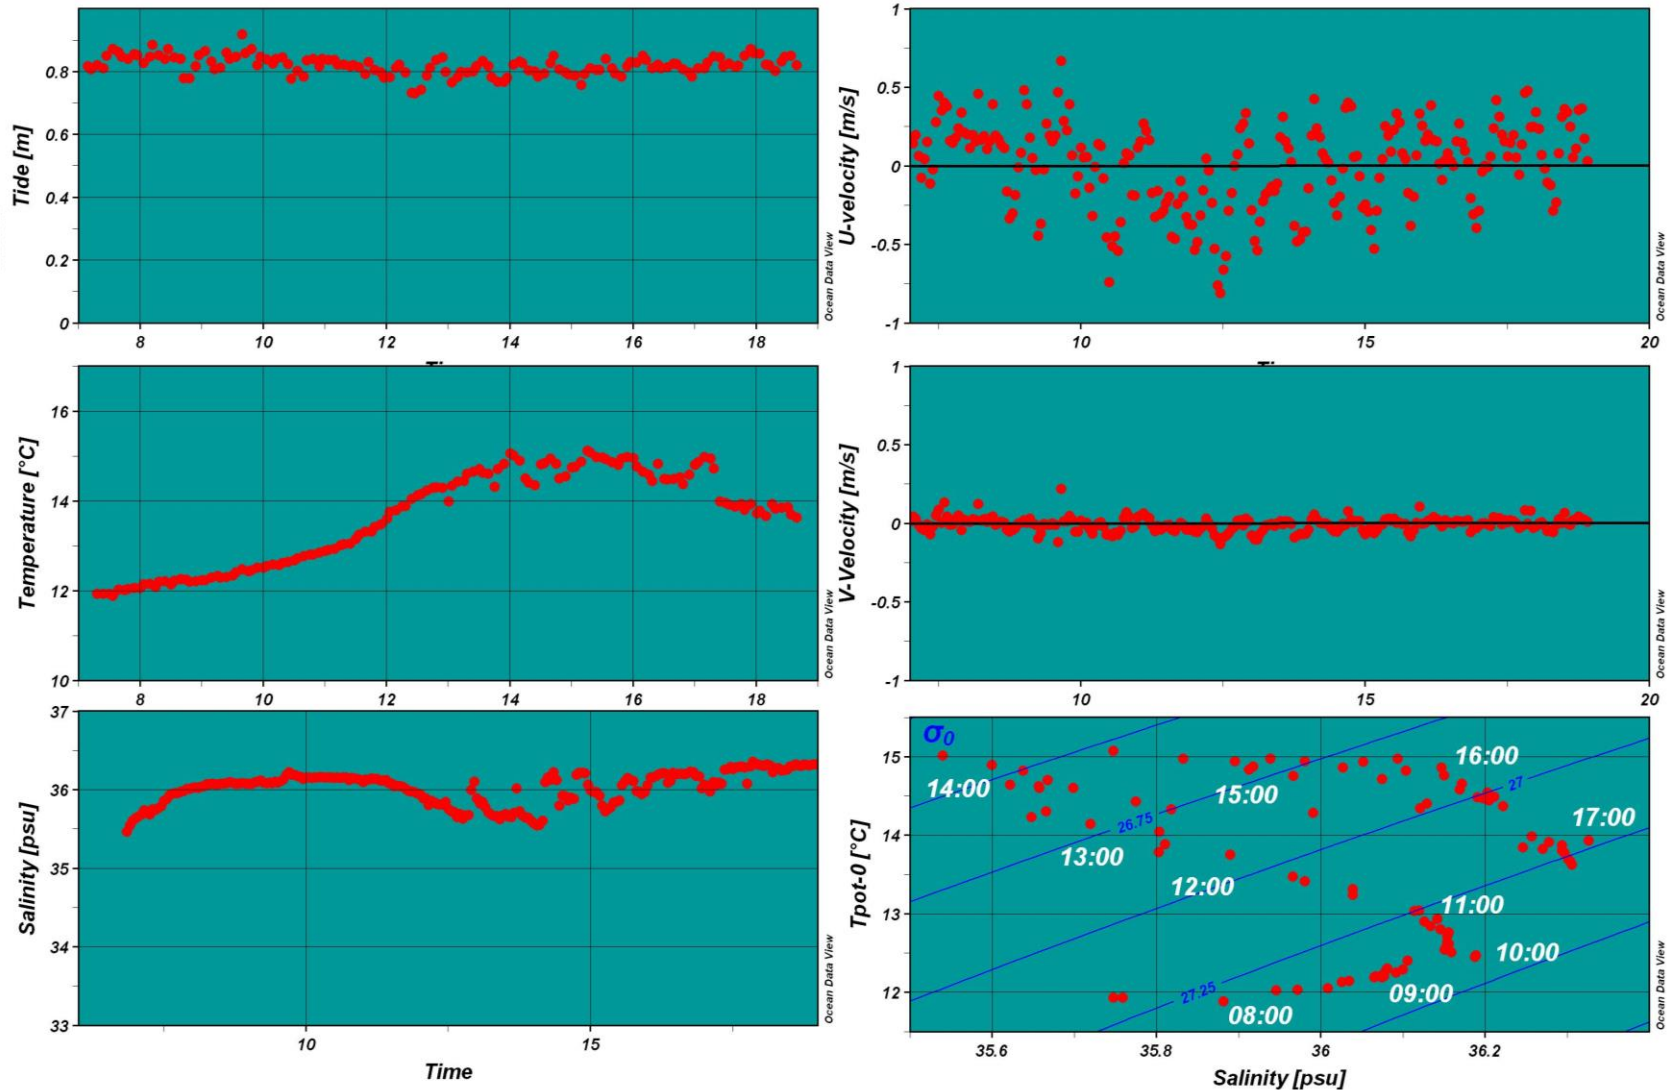 0.8
0.6
0.4
0.2
0
Tide [m]
8 10 12 14 16 18
Ocean Data View
1
0.5
0
-0.5
-1
U-velocity [m/s]
10 15 20
Ocean Data View
16
14
12
10
Temperature [°C]
8 10 12 14 16 18
Ocean Data View
1
0.5
0
-0.5
-1
V-Velocity [m/s]
10 15 20
Ocean Data View
37
36
35
34
33
Salinity [psu]
10 15
Time
Ocean Data View
σ0
15
14
13
12
Tpot-0 [°C]
16:00
14:00
15:00
27
26.75
17:00
13:00
12:00
11:00
10:00
27.25
09:00
08:00
35.6 35.8 36 36.2
Salinity [psu]
Ocean Data View